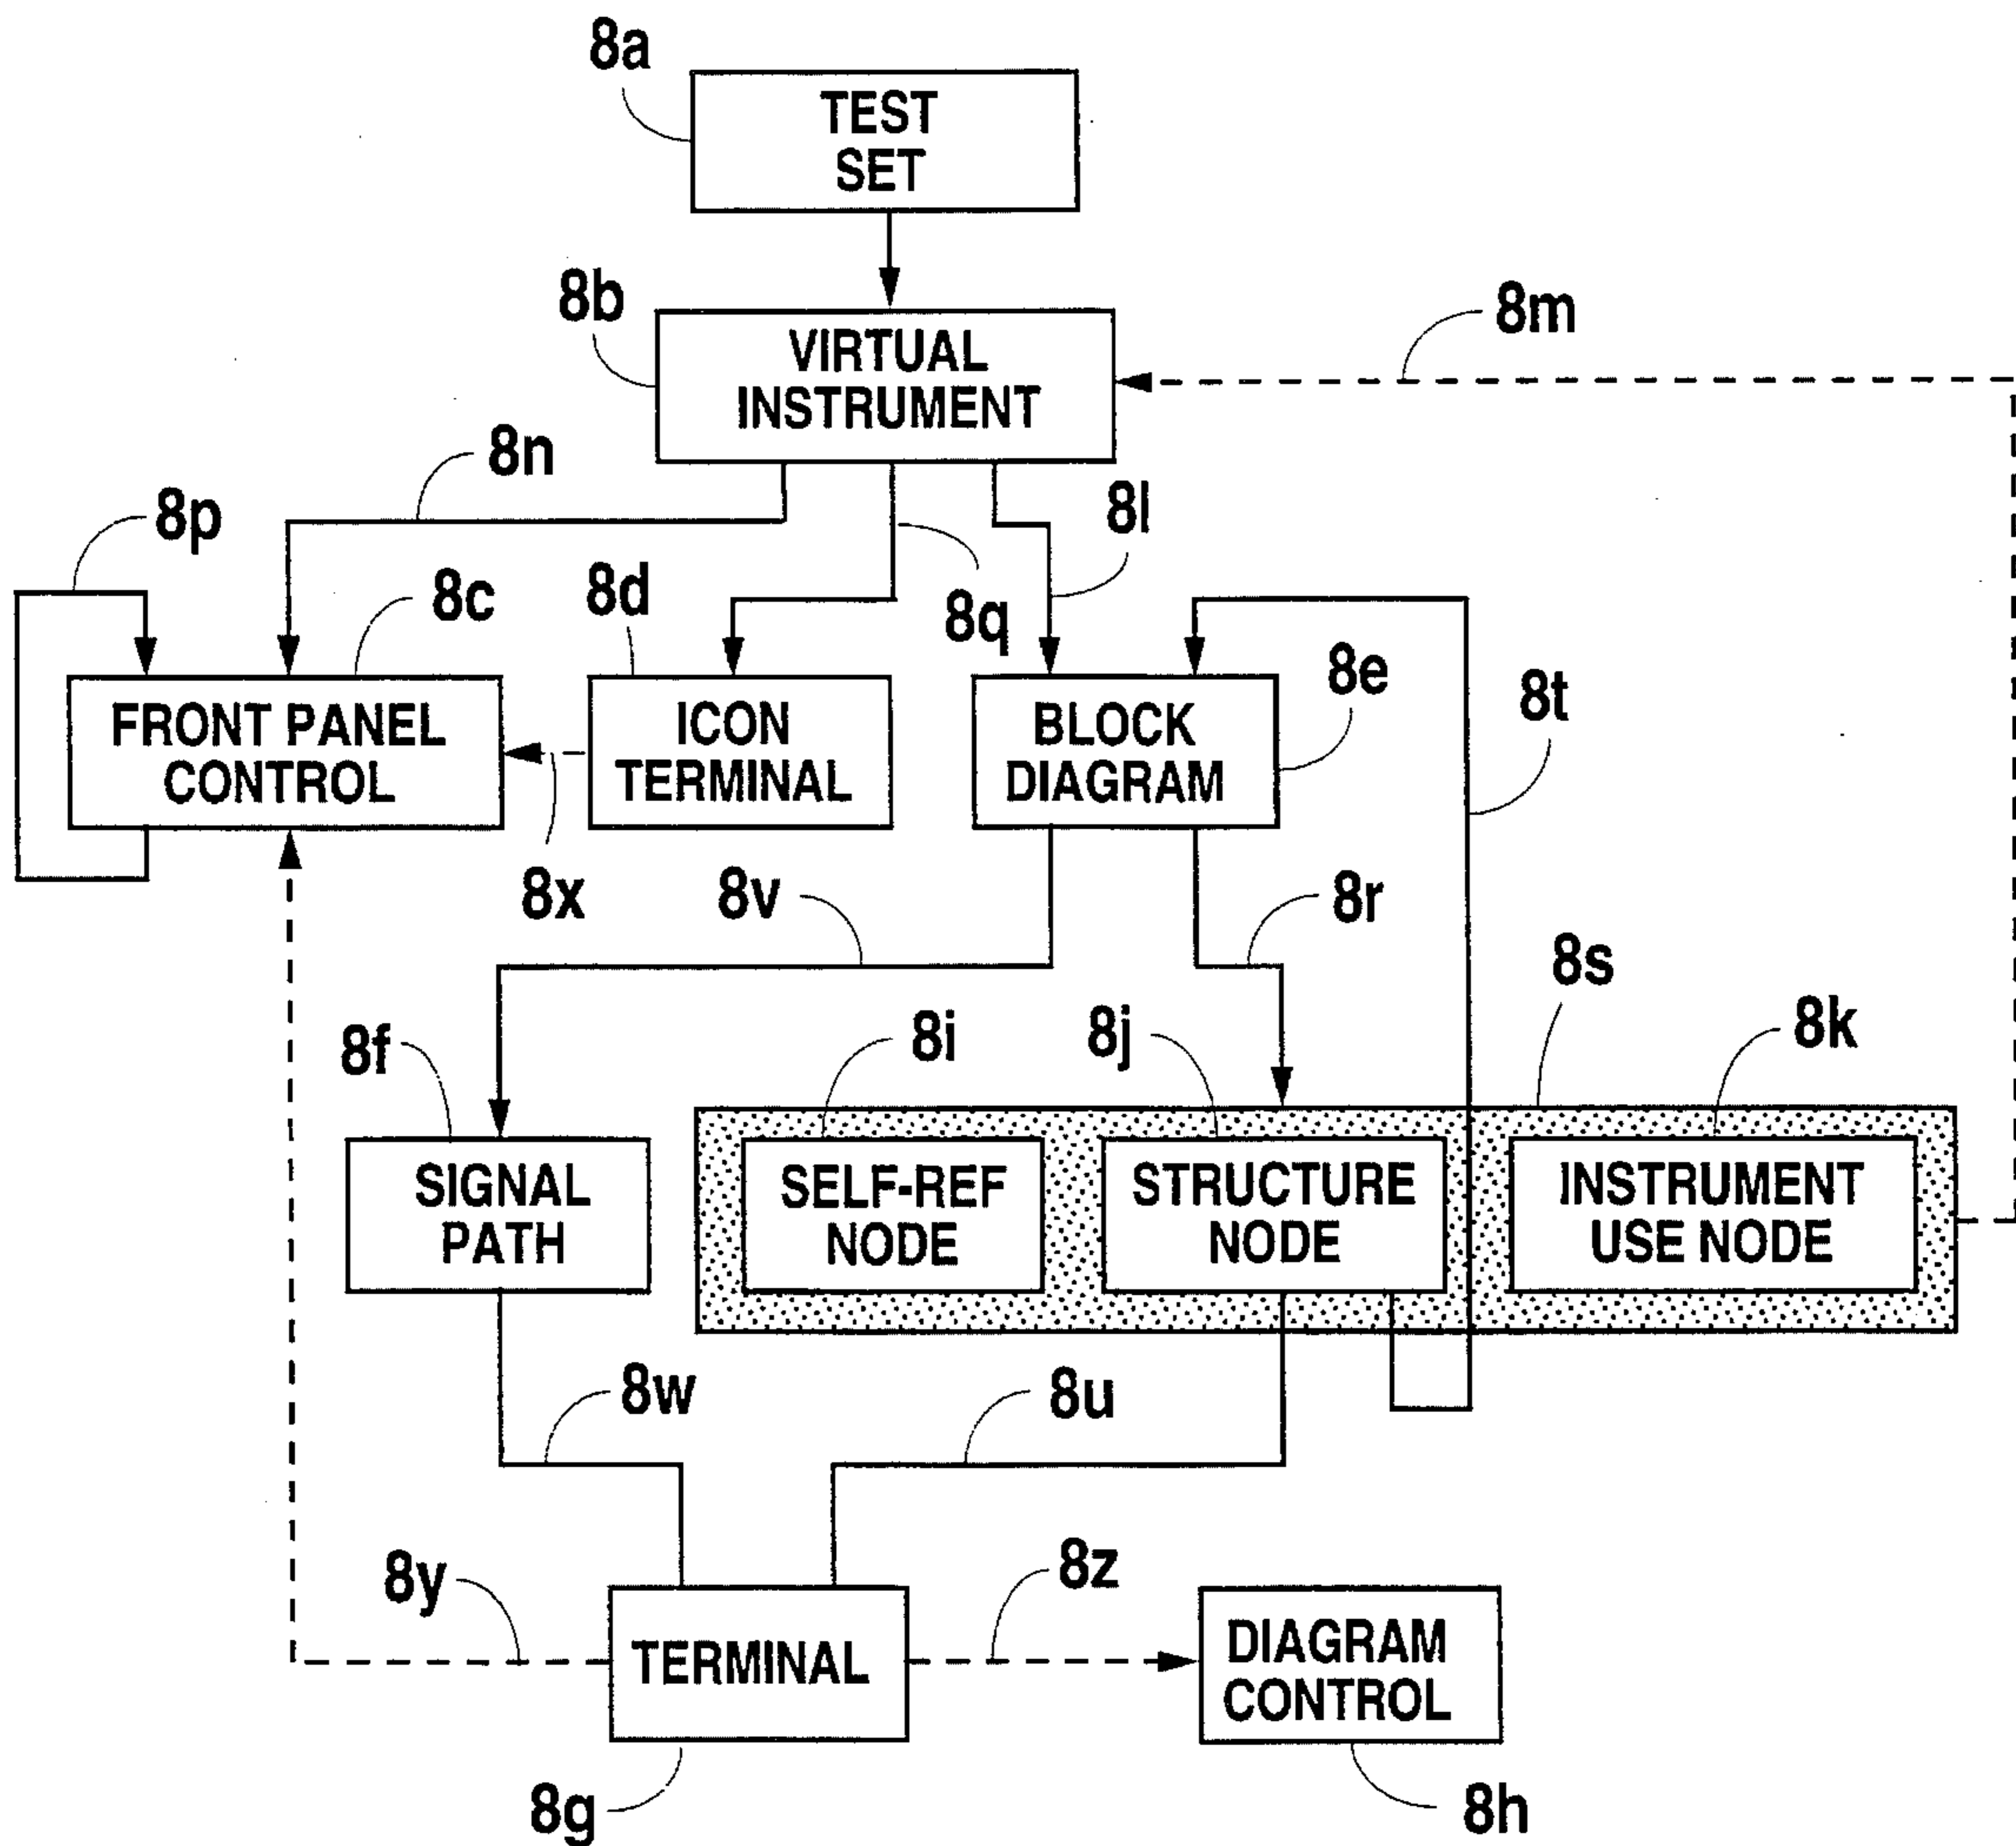 8a
TEST
SET
8b
VIRTUAL
INSTRUMENT
8m
8n
8l
8p
8c
8d
8q
8e
8t
FRONT PANEL
CONTROL
ICON
TERMINAL
BLOCK
DIAGRAM
8x
8v
8r
8s
8f
8i
8j
8k
SIGNAL
PATH
SELF-REF
NODE
STRUCTURE
NODE
INSTRUMENT
USE NODE
8w
8u
8y
8z
TERMINAL
DIAGRAM
CONTROL
8g
8h